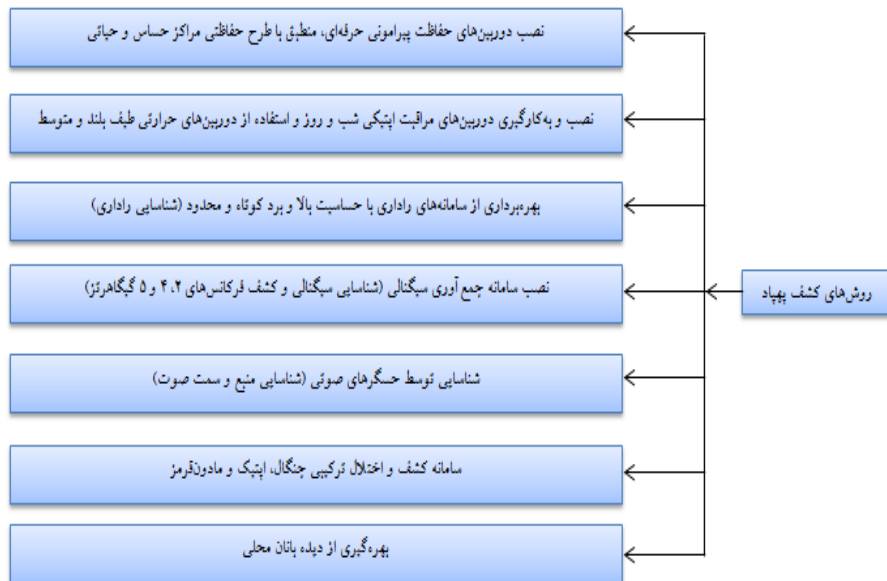 نصب دوربین‌های حفاظت پیرامونی حرفه‌ای، منطبق با طرح حفاظتی مراکز حساس و حیاتی
نصب و به‌کارگیری دوربین‌های مراقبت اپتیکی شب و روز و استفاده از دوربین‌های حرارتی طیف بلند و متوسط
بهره‌برداری از سامانه‌های راداری با حساسیت بالا و برد کوتاه و محدود (شناسایی راداری)
نصب سامانه جمع آوری سیگنالی (شناسایی سیگنالی و کشف فرکانس‌های ۲، ۴ و ۵ گیگاهرتز)
روش‌های کشف پهپاد
شناسایی توسط حسگرهای صوتی (شناسایی منبع و سمت صوت)
سامانه کشف و اختلال ترکیبی جنگال، اپتیک و مادون‌قرمز
بهره‌گیری از دیده بانان محلی